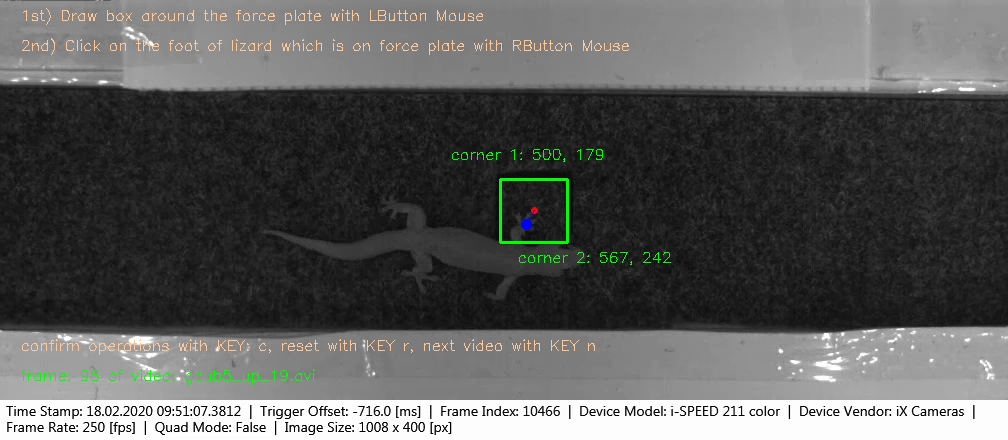 1st) Draw box around the force plate with LButton Mouse
2nd) Click on the foot of lizard which is on force plate with RButton Mouse
corner 1: 500, 179
corner 2: 567, 242
confirm operations with KEY: c, reset with KEY r, next video with KEY n
frame: of video:
Time Stamp: 18.02.2020 09:51:07.3812 | Trigger Offset: -716.0 [ms] | Frame Index: 10466 | Device Model: i-SPEED 211 color | Device Vendor: iX Cameras |
Frame Rate: 250 [fps] | Quad Mode: False | Image Size: 1008 x 400 [px]